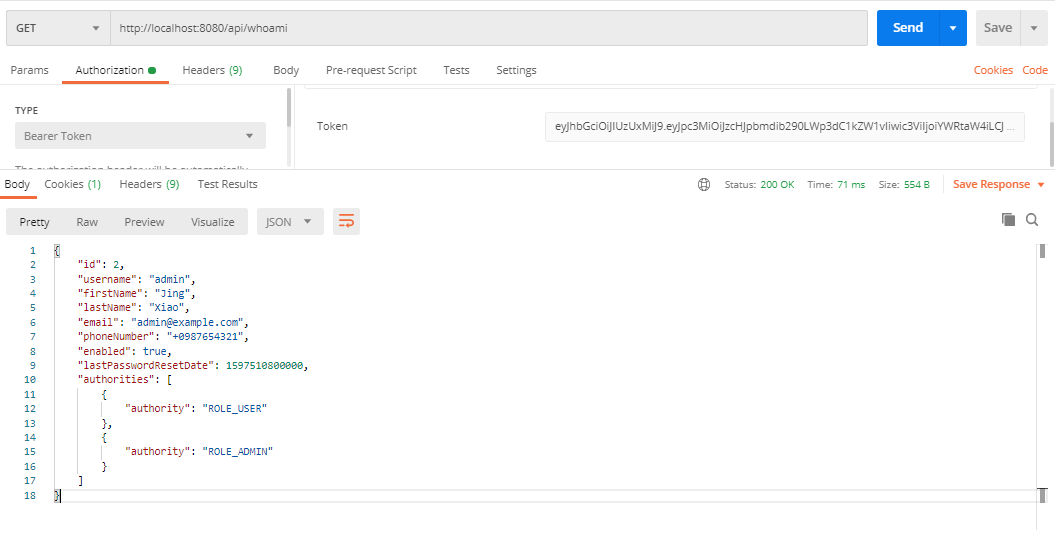 GET http://localhost:8080/api/whoami Send Save
Params Authorization Headers (9) Body Pre-request Script Tests Settings Cookies Code
TYPE
Bearer Token
Token
The authorization header will be automatically
Body Cookies (1) Headers (9) Test Results Status: 200 OK Time: 71 ms Size: 554 B Save Response
Pretty Raw Preview Visualize JSON
1 {
2 "id": 2,
3 "username": "admin",
4 "firstName": "Jing",
5 "lastName": "Xiao",
6 "email": "admin@example.com",
7 "phoneNumber": "+0987654321",
8 "enabled": true,
9 "lastPasswordResetDate": 1597510800000,
10 "authorities": [
11 {
12 "authority": "ROLE_USER"
13 },
14 {
15 "authority": "ROLE_ADMIN"
16 }
17 ]
18 }